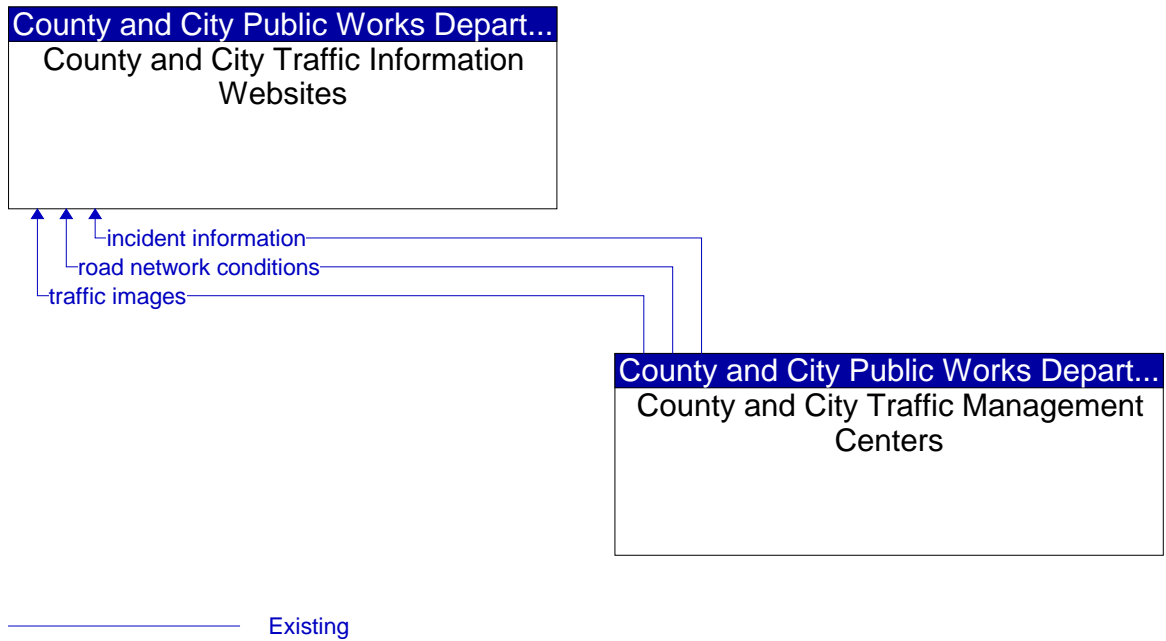 County and City Public Works Depart...
County and City Traffic Information
Websites
incident information
road network conditions
traffic images
County and City Public Works Depart...
County and City Traffic Management
Centers
Existing